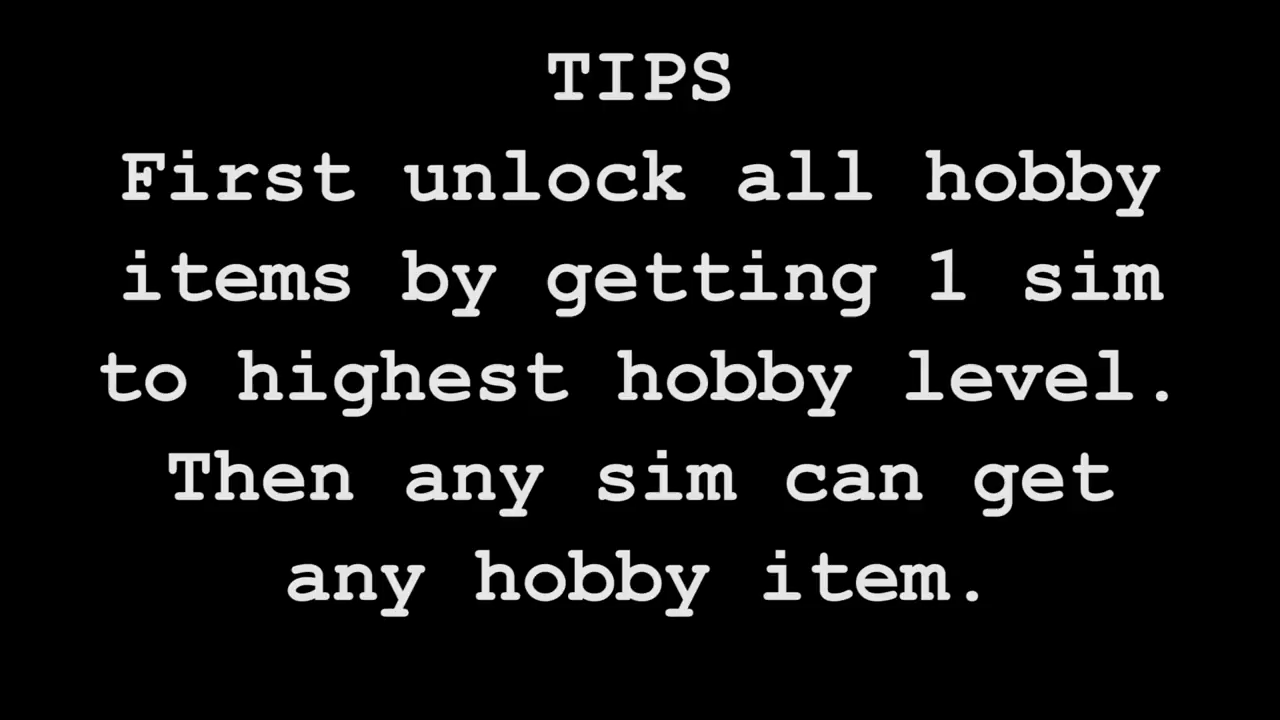 TIPS
First unlock all hobby
items by getting 1 sim
to highest hobby level.
Then any sim can get
any hobby item.